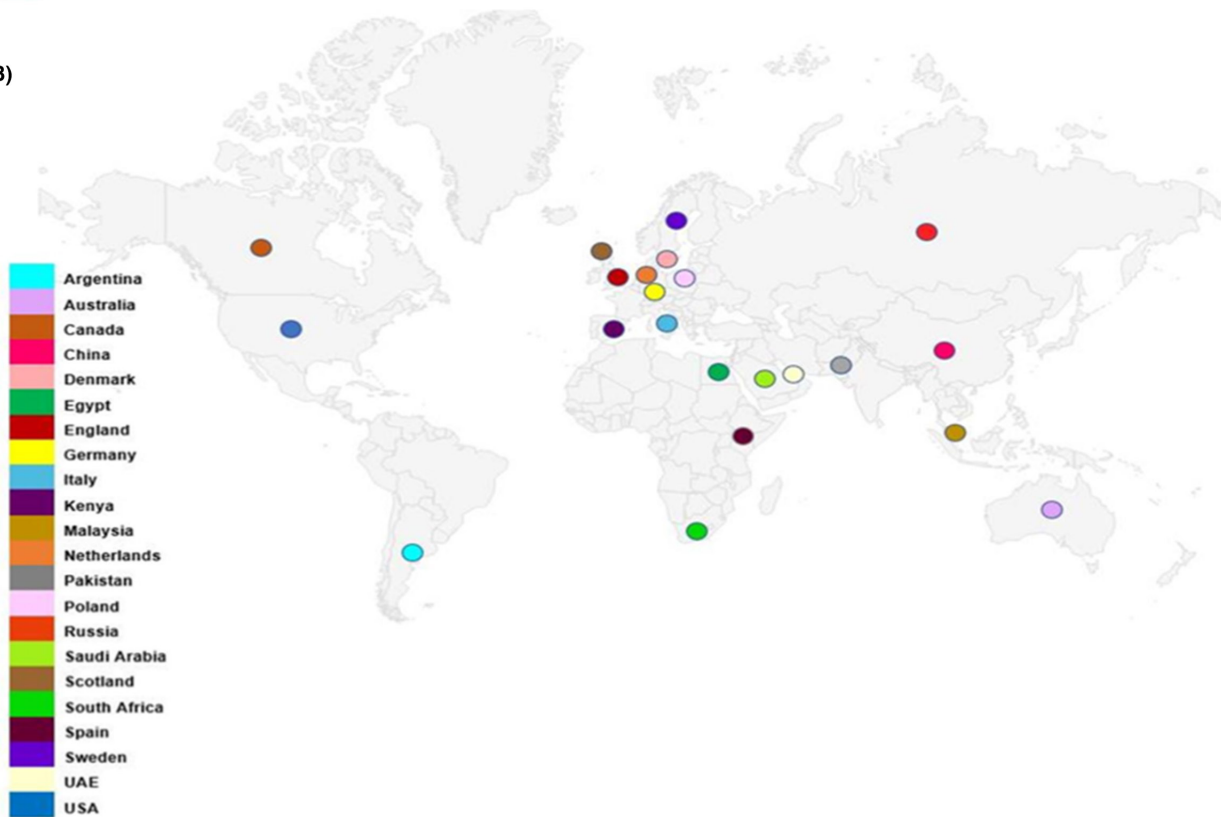 B)
Argentina
Australia
Canada
China
Denmark
Egypt
England
Germany
Italy
Kenya
Malaysia
Netherlands
Pakistan
Poland
Russia
Saudi Arabia
Scotland
South Africa
Spain
Sweden
UAE
USA